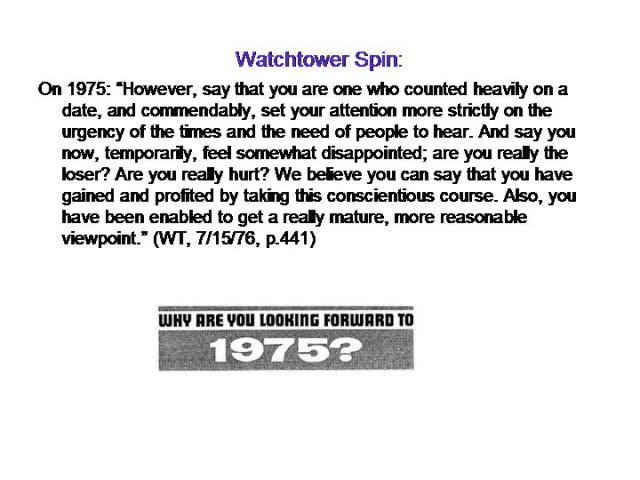 Watchtower Spin:
On 1975: “However, say that you are one who counted heavily on a
date, and commendably, set your attention more strictly on the
urgency of the times and the need of people to hear. And say you
now, temporarily, feel somewhat disappointed; are you really the
loser? Are you really hurt? We believe you can say that you have
gained and profited by taking this conscientious course. Also, you
have been enabled to get a really mature, more reasonable
viewpoint.” (WT, 7/15/76, p.441)
WHY ARE YOU LOOKING FORWARD TO
1975?